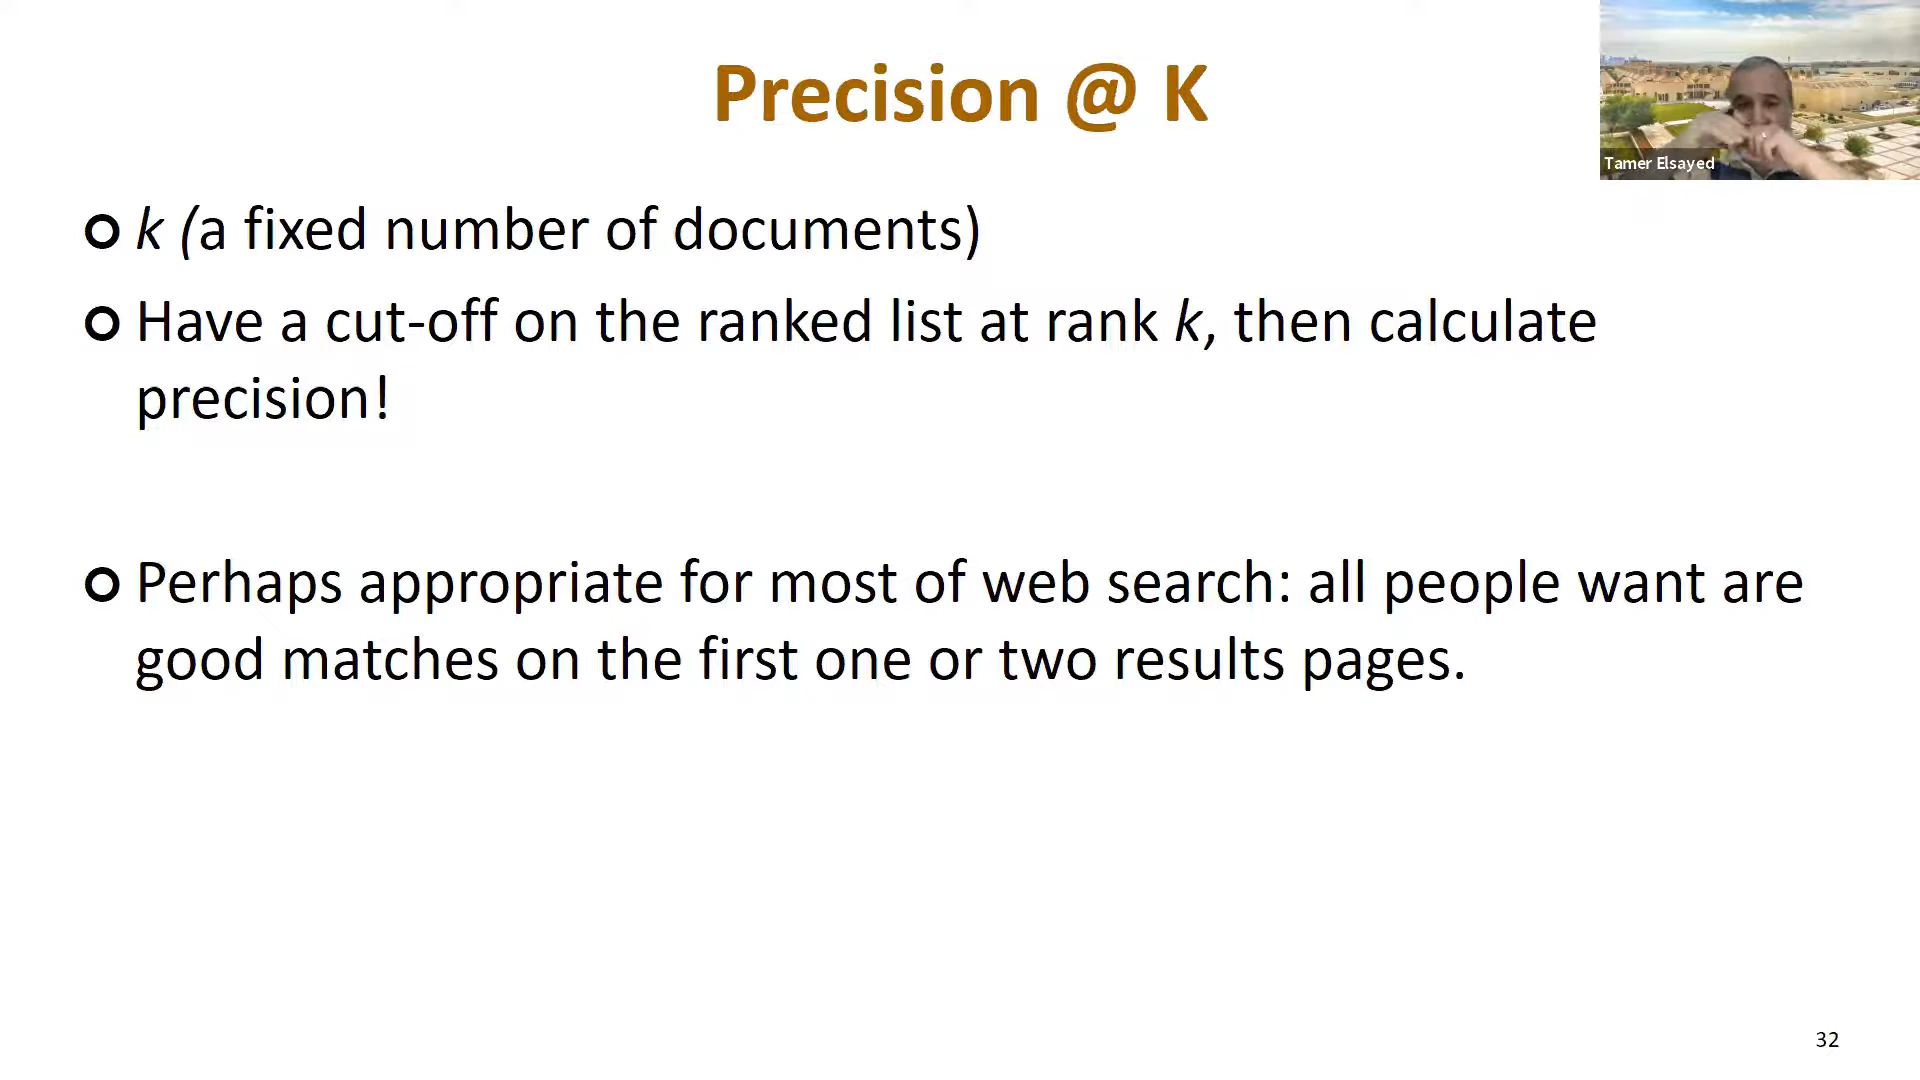 Precision @ K
Tamer Elsayed
k (a fixed number of documents)
Have a cut-off on the ranked list at rank k, then calculate
precision!
Perhaps appropriate for most of web search: all people want are
good matches on the first one or two results pages.
32